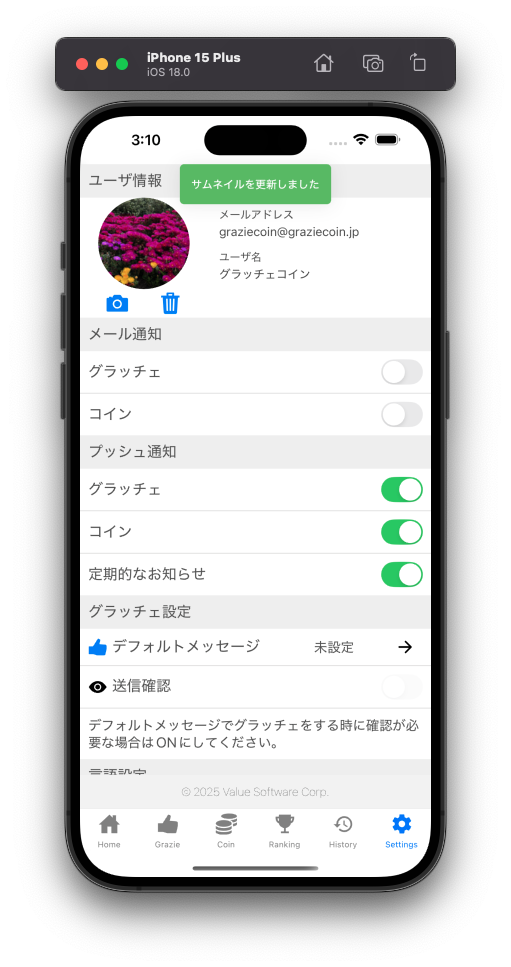 iPhone 15 Plus
iOS 18.0
3:10
ユーザ情報
サムネイルを更新しました
メールアドレス
graziecoin@graziecoin.jp
ユーザ名
グラッチェコイン
メール通知
グラッチェ
コイン
プッシュ通知
グラッチェ
コイン
定期的なお知らせ
グラッチェ設定
デフォルトメッセージ 未設定
送信確認
デフォルトメッセージでグラッチェをする時に確認が必
要な場合はONにしてください。
言語設定
© 2025 Value Software Corp.
Home Grazie Coin Ranking History Settings